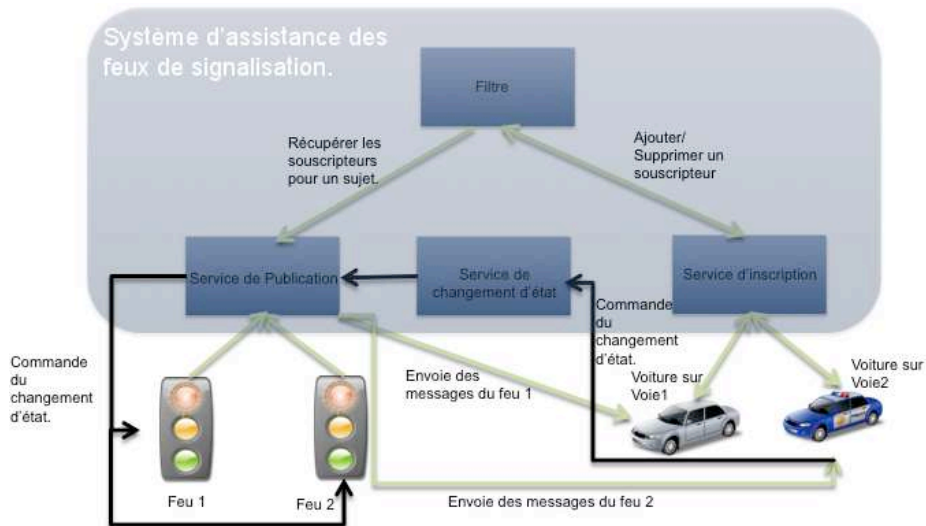 Système d'assistance des
feux de signalisation.
Filtre
Récupérer les
souscripteurs
pour un sujet.
Ajouter/
Supprimer un
souscripteur
Service de Publication
Service de
changement d'état
Service d'inscription
Commande
du
changement
d'état.
Commande
du
changement
d'état.
Envoie des
messages du feu 1
Voiture sur
Voie1
Voiture sur
Voie2
Feu 1
Feu 2
Envoie des messages du feu 2